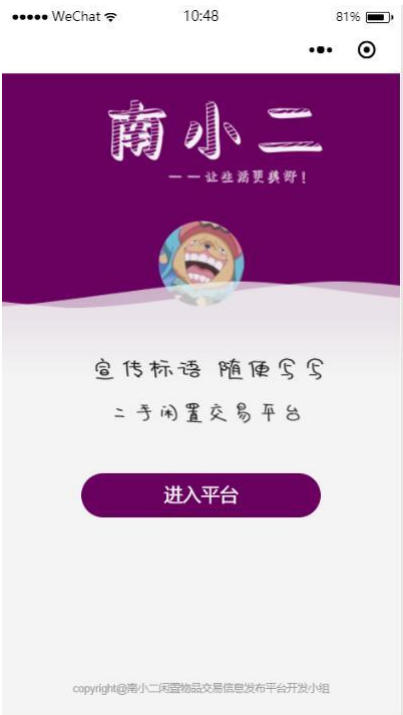 ●●●●● WeChat 10:48 81%
南小二
——让生活更美好！
宣传标语 随便写写
二手闲置交易平台
进入平台
copyright@南小二闲置物品交易信息发布平台开发小组